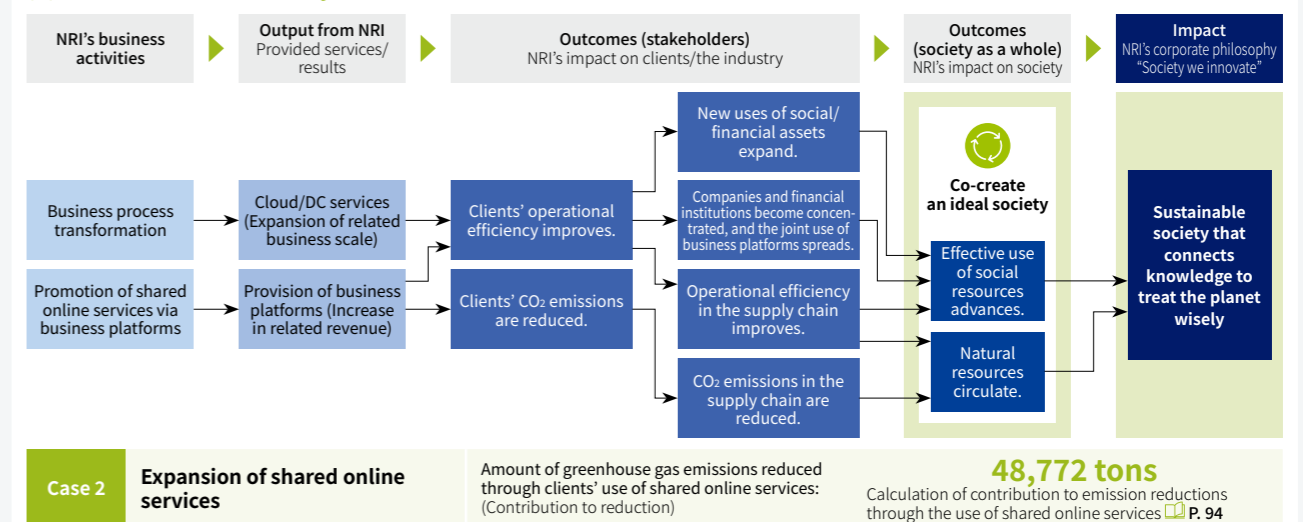 NRI's business
activities
Output from NRI
Provided services/
results
Outcomes (stakeholders)
NRI's impact on clients/the industry
Outcomes
(society as a whole)
NRI's impact on society
Impact
NRI's corporate philosophy
“Society we innovate”
Business process
transformation
Promotion of shared
online services via
business platforms
Cloud/DC services
(Expansion of related
business scale)
Provision of business
platforms (Increase
in related revenue)
Clients' operational
efficiency improves.
Clients' CO2 emissions
are reduced.
New uses of social/
financial assets
expand.
Companies and financial
institutions become concen-
trated, and the joint use of
business platforms spreads.
Operational efficiency
in the supply chain
improves.
CO2 emissions in the
supply chain are
reduced.
Co-create
an ideal society
Effective use
of social
resources
advances.
Natural
resources
circulate.
Sustainable
society that
connects
knowledge to
treat the planet
wisely
Case 2
Expansion of shared online
services
Amount of greenhouse gas emissions reduced
through clients' use of shared online services:
(Contribution to reduction)
48,772 tons
Calculation of contribution to emission reductions
through the use of shared online services P. 94